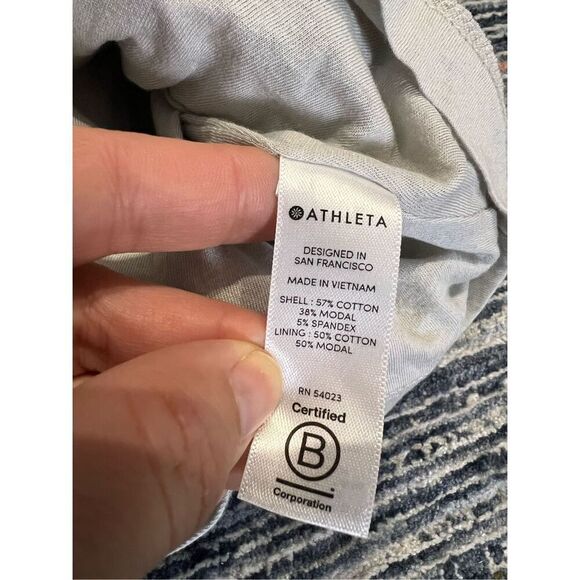 ATHLETA
DESIGNED IN
SAN FRANCISCO
MADE IN VIETNAM
SHELL : 57% COTTON
38% MODAL
5% SPANDEX
LINING : 50% COTTON
50% MODAL
RN 54023
Certified
B
Corporation